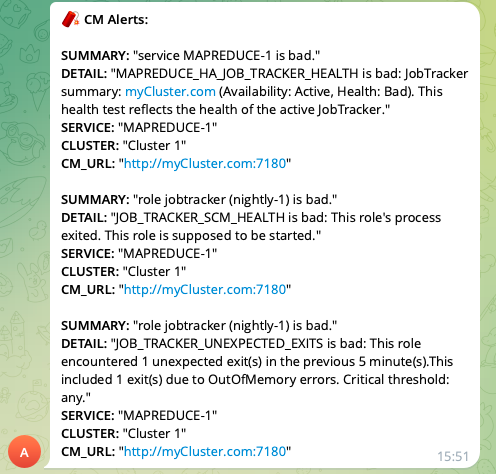 CM Alerts:
SUMMARY: "service MAPREDUCE-1 is bad."
DETAIL: "MAPREDUCE_HA_JOB_TRACKER_HEALTH is bad: JobTracker
summary: myCluster.com (Availability: Active, Health: Bad). This
health test reflects the health of the active JobTracker."
SERVICE: "MAPREDUCE-1"
CLUSTER: "Cluster 1"
CM_URL: "http://myCluster.com:7180"
SUMMARY: "role jobtracker (nightly-1) is bad."
DETAIL: "JOB_TRACKER_SCM_HEALTH is bad: This role's process
exited. This role is supposed to be started."
SERVICE: "MAPREDUCE-1"
CLUSTER: "Cluster 1"
CM_URL: "http://myCluster.com:7180"
SUMMARY: "role jobtracker (nightly-1) is bad."
DETAIL: "JOB_TRACKER_UNEXPECTED_EXITS is bad: This role
encountered 1 unexpected exit(s) in the previous 5 minute(s).This
included 1 exit(s) due to OutOfMemory errors. Critical threshold:
any."
SERVICE: "MAPREDUCE-1"
CLUSTER: "Cluster 1"
CM_URL: "http://myCluster.com:7180"
A
15:51